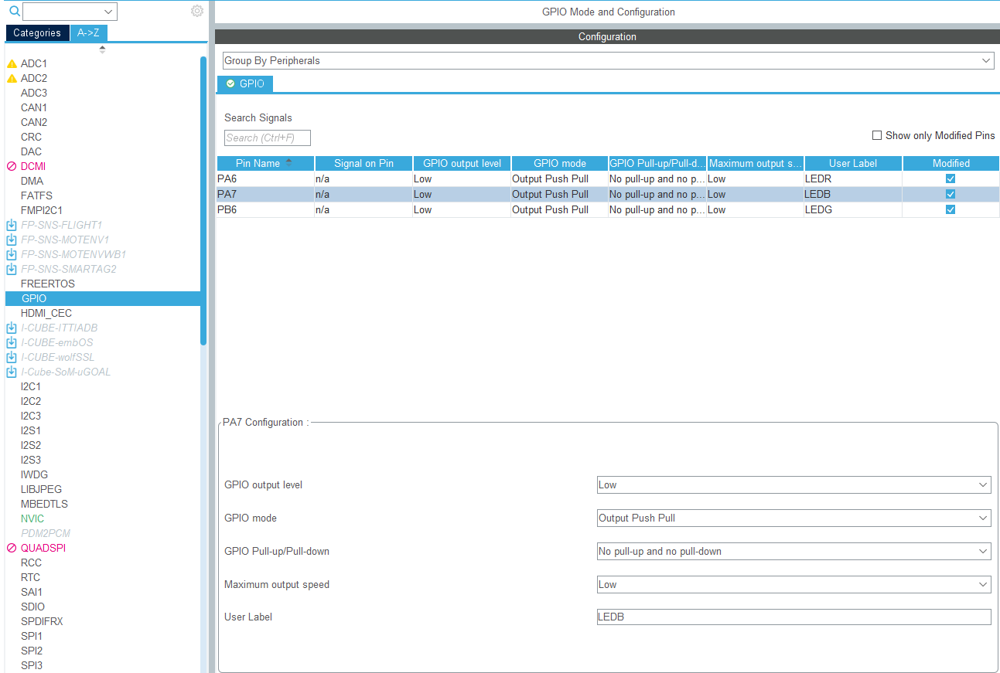 GPIO Mode and Configuration
Categories A->Z
Configuration
Group By Peripherals
GPIO
Search Signals
Search (Ctrl+F)
Show only Modified Pins
Pin Name Signal on Pin GPIO output level GPIO mode GPIO Pull-up/Pull-d... Maximum output s... User Label Modified
PA6 n/a Low Output Push Pull No pull-up and no p... Low LEDR
PA7 n/a Low Output Push Pull No pull-up and no p... Low LEDB
PB6 n/a Low Output Push Pull No pull-up and no p... Low LEDG
ADC1
ADC2
ADC3
CAN1
CAN2
CRC
DAC
DCMI
DMA
FATFS
FMPI2C1
FP-SNS-FLIGHT1
FP-SNS-MOTENV1
FP-SNS-MOTENVWB1
FP-SNS-SMARTAG2
FREERTOS
GPIO
HDMI_CEC
I-CUBE-ITTIADB
I-CUBE-embOS
I-CUBE-wolfSSL
I-Cube-SoM-uGOAL
I2C1
I2C2
I2C3
I2S1
I2S2
I2S3
IWDG
LIBJPEG
MBEDTLS
NVIC
PDM2PCM
QUADSPI
RCC
RTC
SAI1
SDIO
SPDIFRX
SPI1
SPI2
SPI3
PA7 Configuration :
GPIO output level Low
GPIO mode Output Push Pull
GPIO Pull-up/Pull-down No pull-up and no pull-down
Maximum output speed Low
User Label LEDB